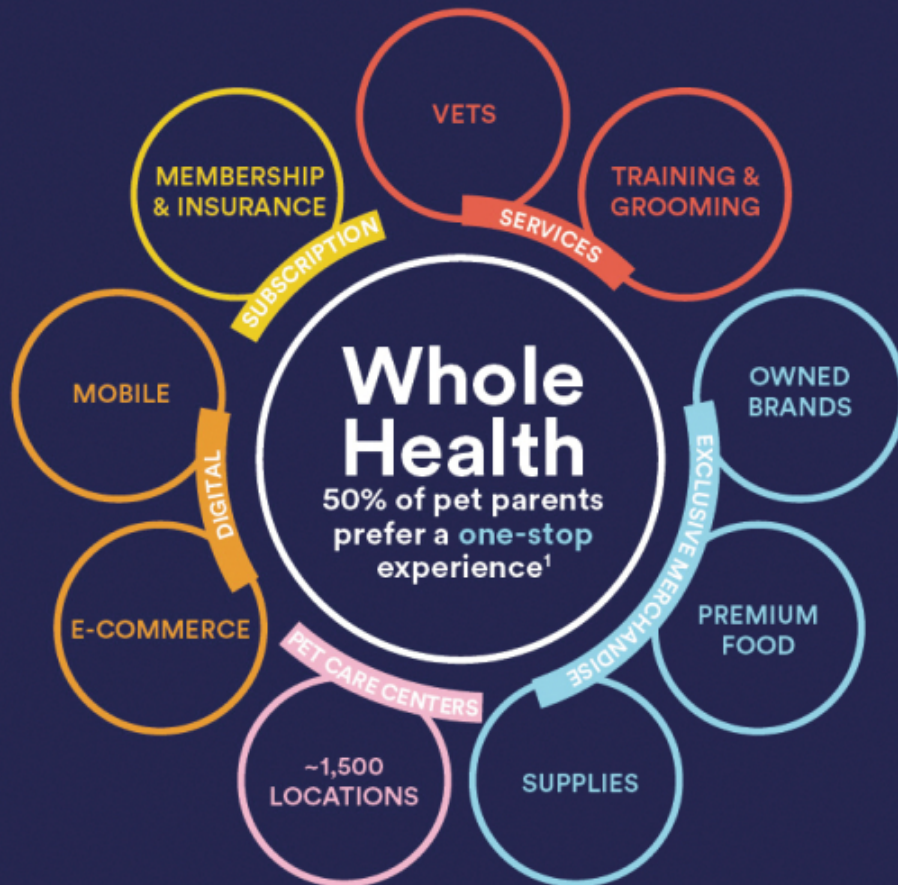 VETS
TRAINING &
GROOMING
SERVICES
MEMBERSHIP
& INSURANCE
SUBSCRIPTION
MOBILE
DIGITAL
E-COMMERCE
Whole
Health
50% of pet parents
prefer a one-stop
experience¹
OWNED
BRANDS
EXCLUSIVE MERCHANDISE
PREMIUM
FOOD
SUPPLIES
PET CARE CENTERS
~1,500
LOCATIONS